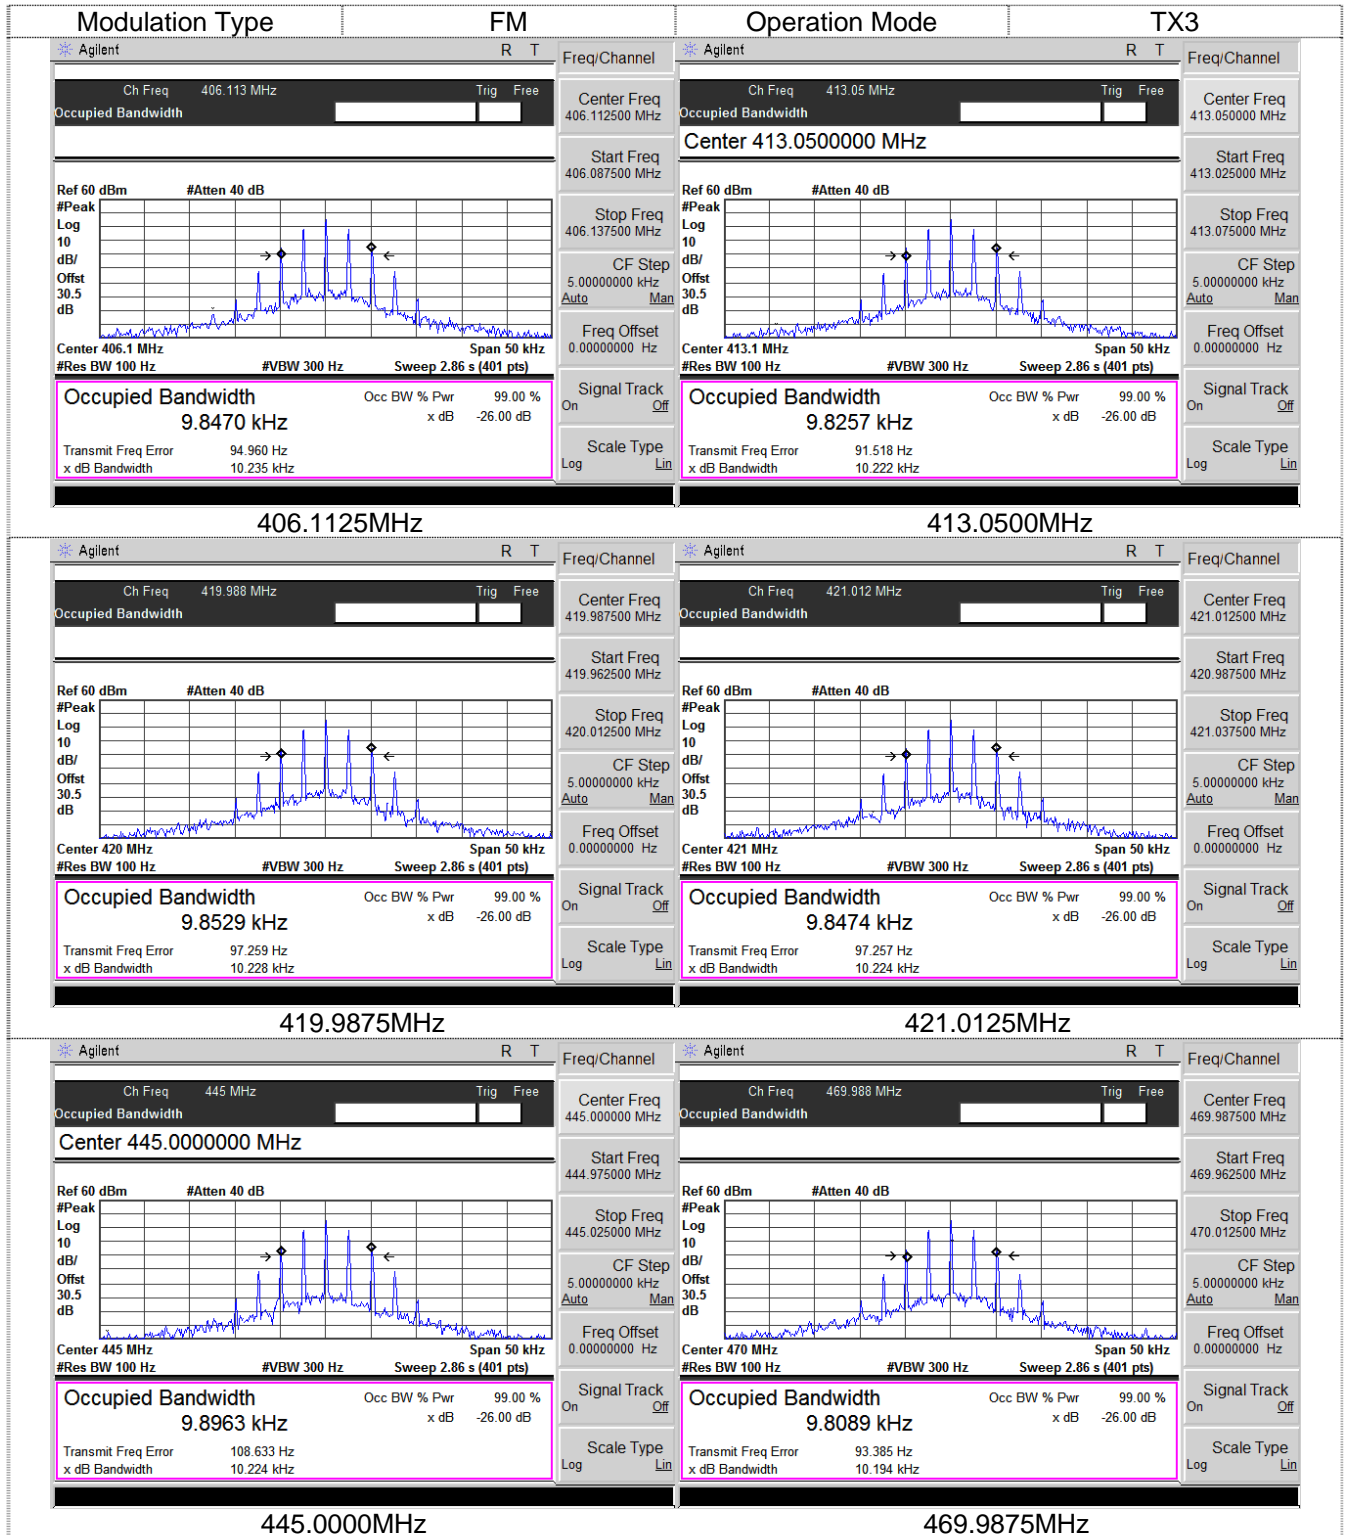 Modulation Type FM Operation Mode TX3
Agilent R T Freq/Channel
Ch Freq 406.113 MHz Trig Free
Occupied Bandwidth
Center Freq
406.112500 MHz
Start Freq
406.087500 MHz
Stop Freq
406.137500 MHz
CF Step
5.00000000 kHz
Auto Man
Freq Offset
0.00000000 Hz
Signal Track
On Off
Scale Type
Log Lin
Ref 60 dBm #Atten 40 dB
#Peak
Log
10
dB/
Offst
30.5
dB
Center 406.1 MHz Span 50 kHz
#Res BW 100 Hz #VBW 300 Hz Sweep 2.86 s (401 pts)
Occupied Bandwidth Occ BW % Pwr 99.00 %
9.8470 kHz x dB -26.00 dB
Transmit Freq Error 94.960 Hz
x dB Bandwidth 10.235 kHz
406.1125MHz
Agilent R T Freq/Channel
Ch Freq 413.05 MHz Trig Free
Occupied Bandwidth
Center 413.0500000 MHz
Center Freq
413.050000 MHz
Start Freq
413.025000 MHz
Stop Freq
413.075000 MHz
CF Step
5.00000000 kHz
Auto Man
Freq Offset
0.00000000 Hz
Signal Track
On Off
Scale Type
Log Lin
Ref 60 dBm #Atten 40 dB
#Peak
Log
10
dB/
Offst
30.5
dB
Center 413.1 MHz Span 50 kHz
#Res BW 100 Hz #VBW 300 Hz Sweep 2.86 s (401 pts)
Occupied Bandwidth Occ BW % Pwr 99.00 %
9.8257 kHz x dB -26.00 dB
Transmit Freq Error 91.518 Hz
x dB Bandwidth 10.222 kHz
413.0500MHz
Agilent R T Freq/Channel
Ch Freq 419.988 MHz Trig Free
Occupied Bandwidth
Center Freq
419.987500 MHz
Start Freq
419.962500 MHz
Stop Freq
420.012500 MHz
CF Step
5.00000000 kHz
Auto Man
Freq Offset
0.00000000 Hz
Signal Track
On Off
Scale Type
Log Lin
Ref 60 dBm #Atten 40 dB
#Peak
Log
10
dB/
Offst
30.5
dB
Center 420 MHz Span 50 kHz
#Res BW 100 Hz #VBW 300 Hz Sweep 2.86 s (401 pts)
Occupied Bandwidth Occ BW % Pwr 99.00 %
9.8529 kHz x dB -26.00 dB
Transmit Freq Error 97.259 Hz
x dB Bandwidth 10.228 kHz
419.9875MHz
Agilent R T Freq/Channel
Ch Freq 421.012 MHz Trig Free
Occupied Bandwidth
Center Freq
421.012500 MHz
Start Freq
420.987500 MHz
Stop Freq
421.037500 MHz
CF Step
5.00000000 kHz
Auto Man
Freq Offset
0.00000000 Hz
Signal Track
On Off
Scale Type
Log Lin
Ref 60 dBm #Atten 40 dB
#Peak
Log
10
dB/
Offst
30.5
dB
Center 421 MHz Span 50 kHz
#Res BW 100 Hz #VBW 300 Hz Sweep 2.86 s (401 pts)
Occupied Bandwidth Occ BW % Pwr 99.00 %
9.8474 kHz x dB -26.00 dB
Transmit Freq Error 97.257 Hz
x dB Bandwidth 10.224 kHz
421.0125MHz
Agilent R T Freq/Channel
Ch Freq 445 MHz Trig Free
Occupied Bandwidth
Center 445.0000000 MHz
Center Freq
445.000000 MHz
Start Freq
444.975000 MHz
Stop Freq
445.025000 MHz
CF Step
5.00000000 kHz
Auto Man
Freq Offset
0.00000000 Hz
Signal Track
On Off
Scale Type
Log Lin
Ref 60 dBm #Atten 40 dB
#Peak
Log
10
dB/
Offst
30.5
dB
Center 445 MHz Span 50 kHz
#Res BW 100 Hz #VBW 300 Hz Sweep 2.86 s (401 pts)
Occupied Bandwidth Occ BW % Pwr 99.00 %
9.8963 kHz x dB -26.00 dB
Transmit Freq Error 108.633 Hz
x dB Bandwidth 10.224 kHz
445.0000MHz
Agilent R T Freq/Channel
Ch Freq 469.988 MHz Trig Free
Occupied Bandwidth
Center Freq
469.987500 MHz
Start Freq
469.962500 MHz
Stop Freq
470.012500 MHz
CF Step
5.00000000 kHz
Auto Man
Freq Offset
0.00000000 Hz
Signal Track
On Off
Scale Type
Log Lin
Ref 60 dBm #Atten 40 dB
#Peak
Log
10
dB/
Offst
30.5
dB
Center 470 MHz Span 50 kHz
#Res BW 100 Hz #VBW 300 Hz Sweep 2.86 s (401 pts)
Occupied Bandwidth Occ BW % Pwr 99.00 %
9.8089 kHz x dB -26.00 dB
Transmit Freq Error 93.385 Hz
x dB Bandwidth 10.194 kHz
469.9875MHz